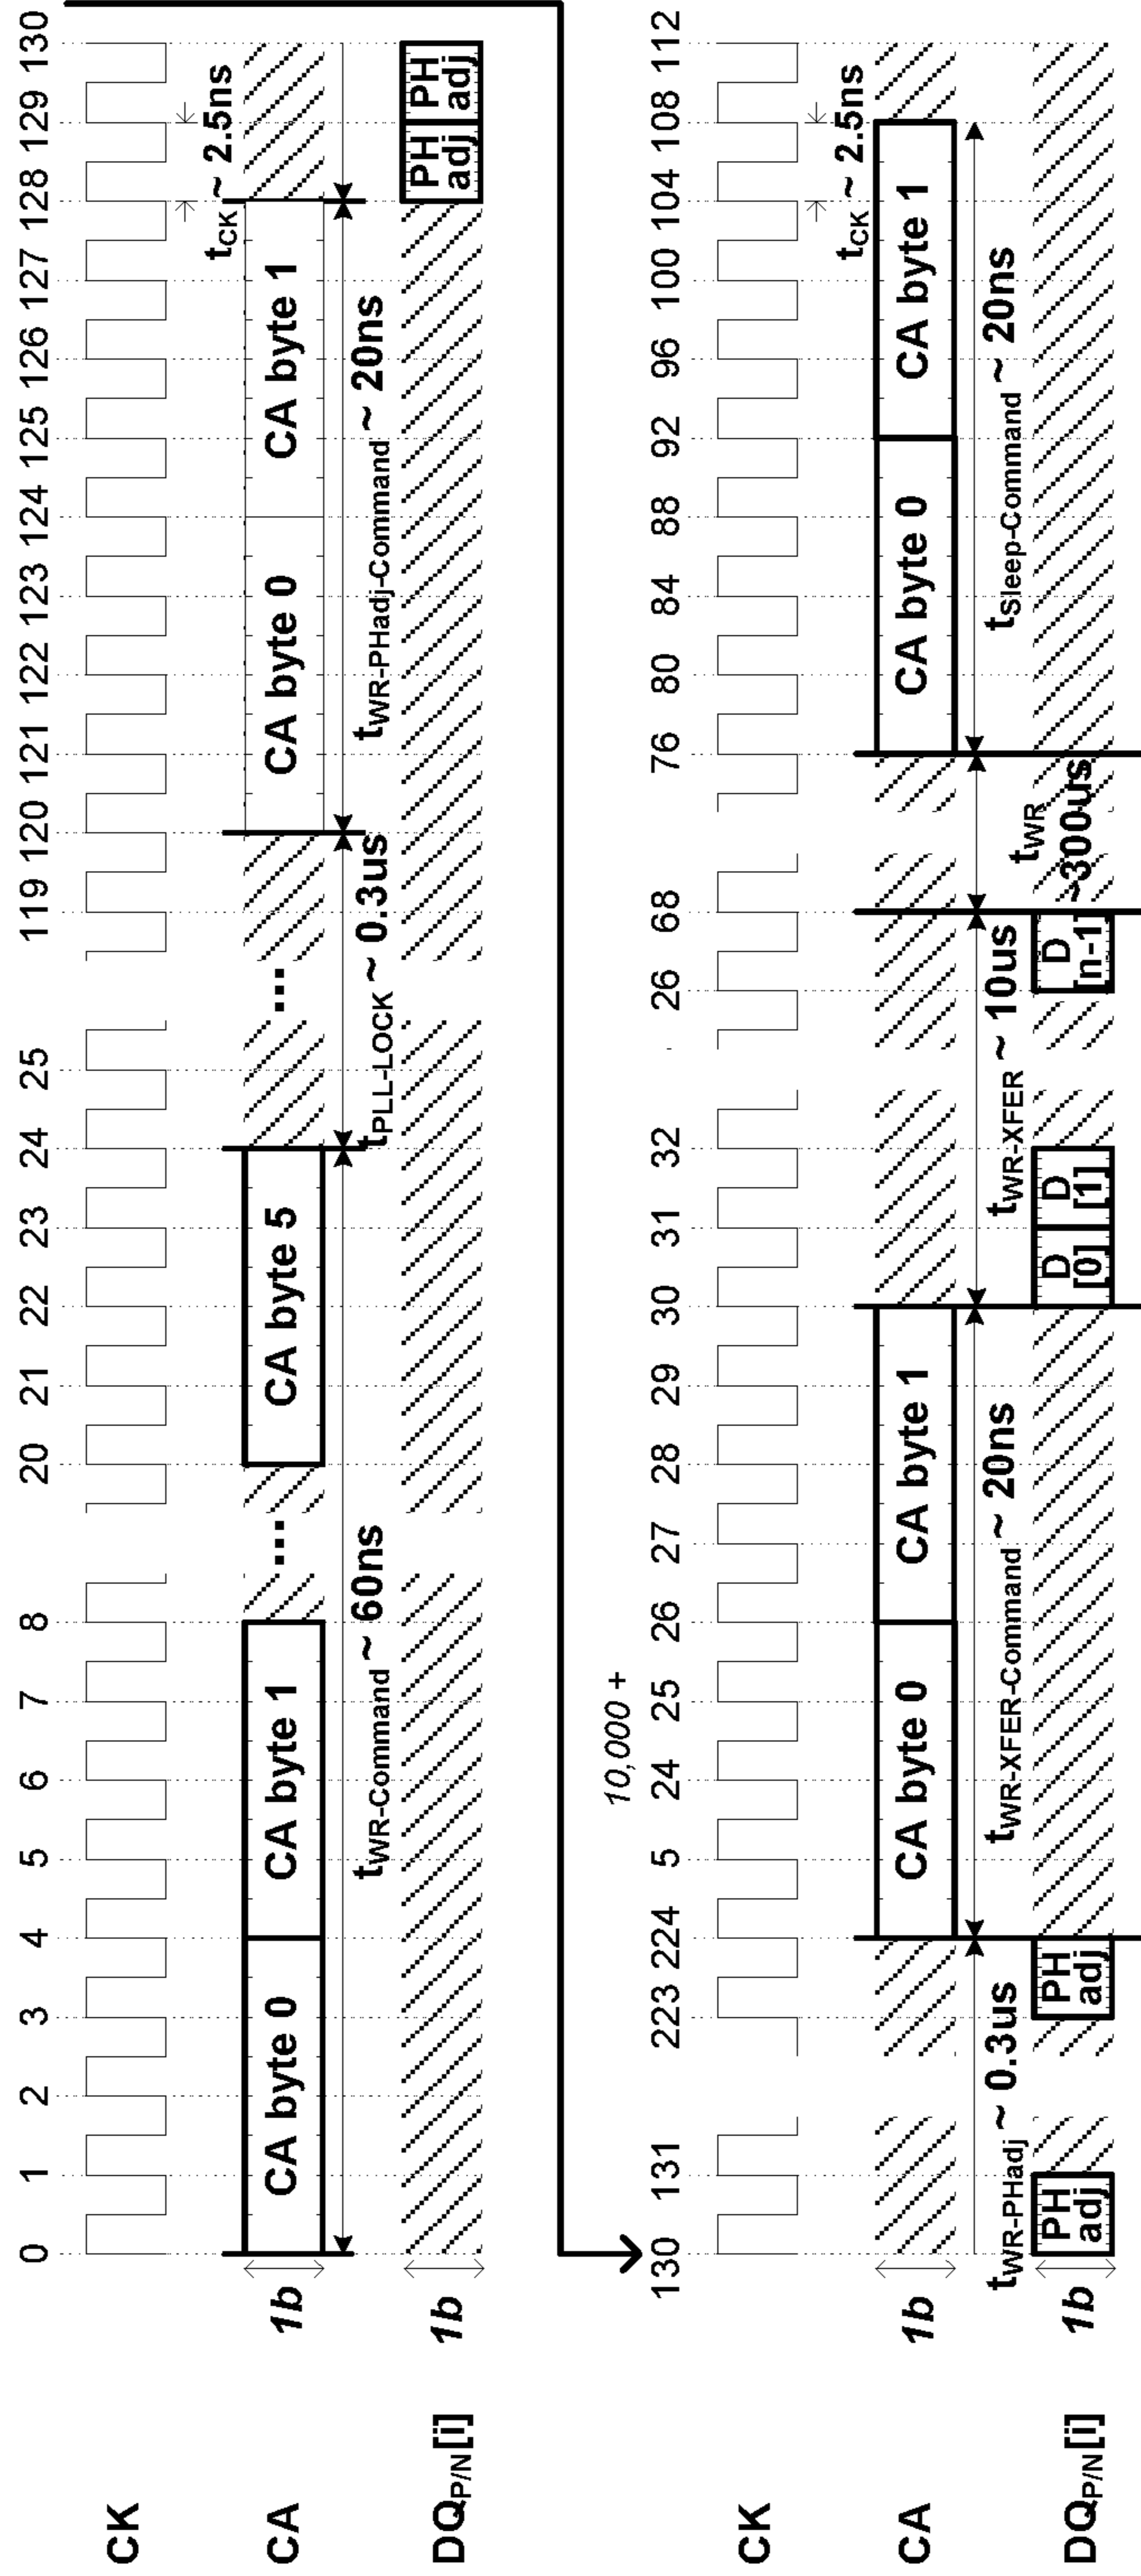 0 1 2 3 4 5 6 7 8 20 21 22 23 24 25 119 120 121 122 123 124 125 126 127 128 129 130
CK
tCK ~ 2.5ns
CA
1b
CA byte 0
CA byte 1
...
CA byte 5
...
CA byte 0
CA byte 1
tWR-Command ~ 60ns
tPLL-LOCK ~ 0.3us
tWR-PHadj-Command ~ 20ns
DQP/N[i]
1b
PH adj
PH adj
10,000 +
130 131 223 224 5 24 25 26 27 28 29 30 31 32 26 68 76 80 84 88 92 96 100 104 108 112
CK
tCK ~ 2.5ns
CA
1b
CA byte 0
CA byte 1
CA byte 0
CA byte 1
tWR-PHadj ~ 0.3us
tWR-XFER-Command ~ 20ns
tWR-XFER ~ 10us
tWR
~300us
tSleep-Command ~ 20ns
DQP/N[i]
1b
PH adj
PH adj
D [0]
D [1]
D [n-1]